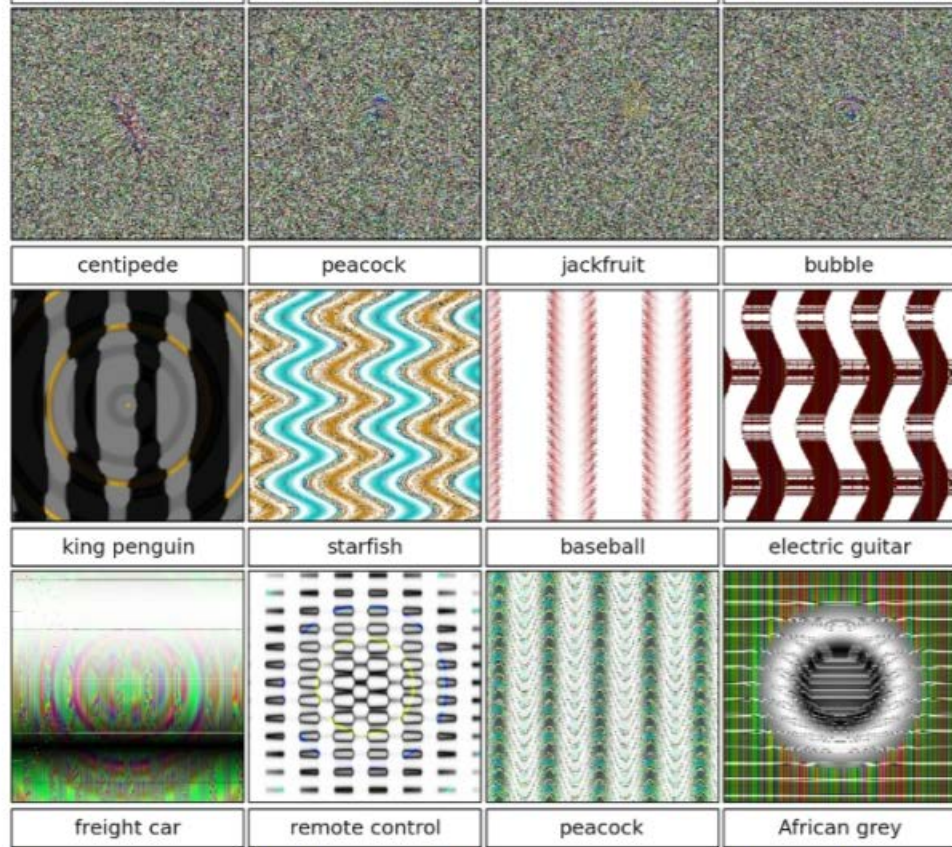 centipede peacock jackfruit bubble
king penguin starfish baseball electric guitar
freight car remote control peacock African grey